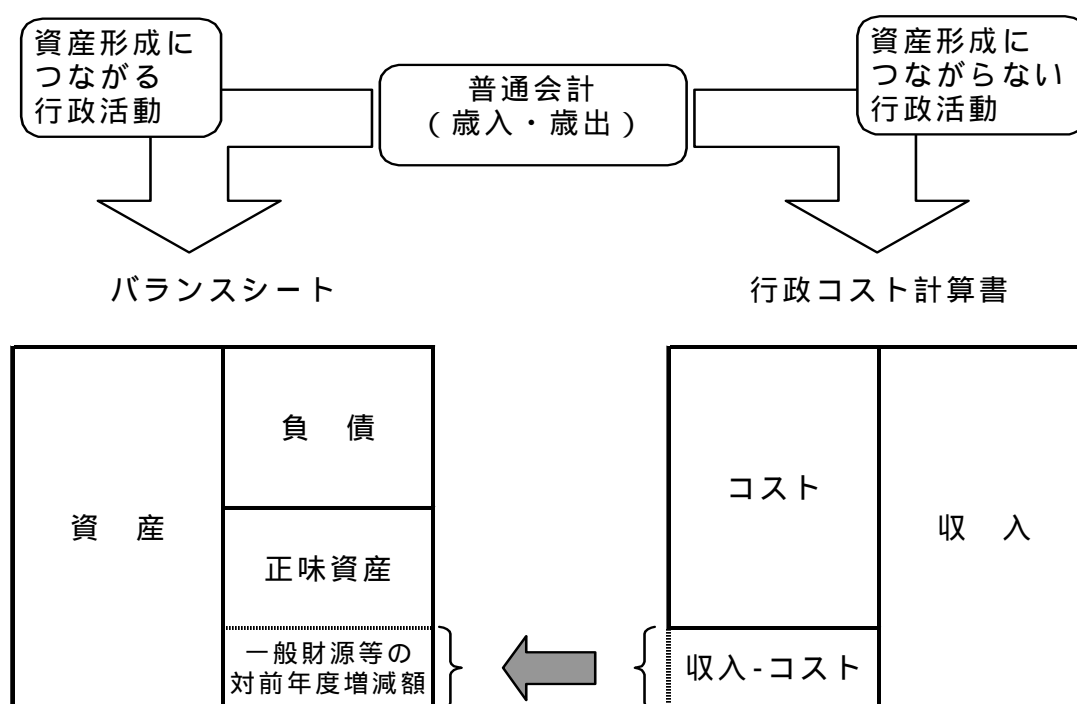 資産形成に
つながる
行政活動
普通会計
(歳入・歳出)
資産形成に
つながらない
行政活動
バランスシート
行政コスト計算書
資 産
負 債
正味資産
一般財源等の
対前年度増減額
コスト
収 入
収入-コスト